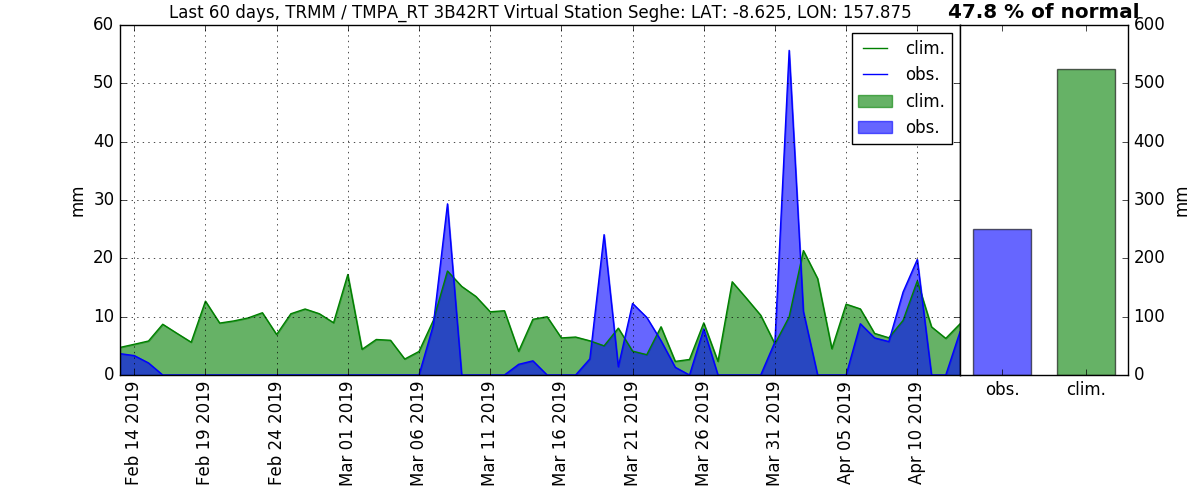 Last 60 days, TRMM / TMPA_RT 3B42RT Virtual Station Seghe: LAT: -8.625, LON: 157.875
47.8 % of normal
60
50
40
30
20
10
0
mm
clim.
obs.
clim.
obs.
600
500
400
300
200
100
0
mm
Feb 14 2019
Feb 19 2019
Feb 24 2019
Mar 01 2019
Mar 06 2019
Mar 11 2019
Mar 16 2019
Mar 21 2019
Mar 26 2019
Mar 31 2019
Apr 05 2019
Apr 10 2019
obs.
clim.